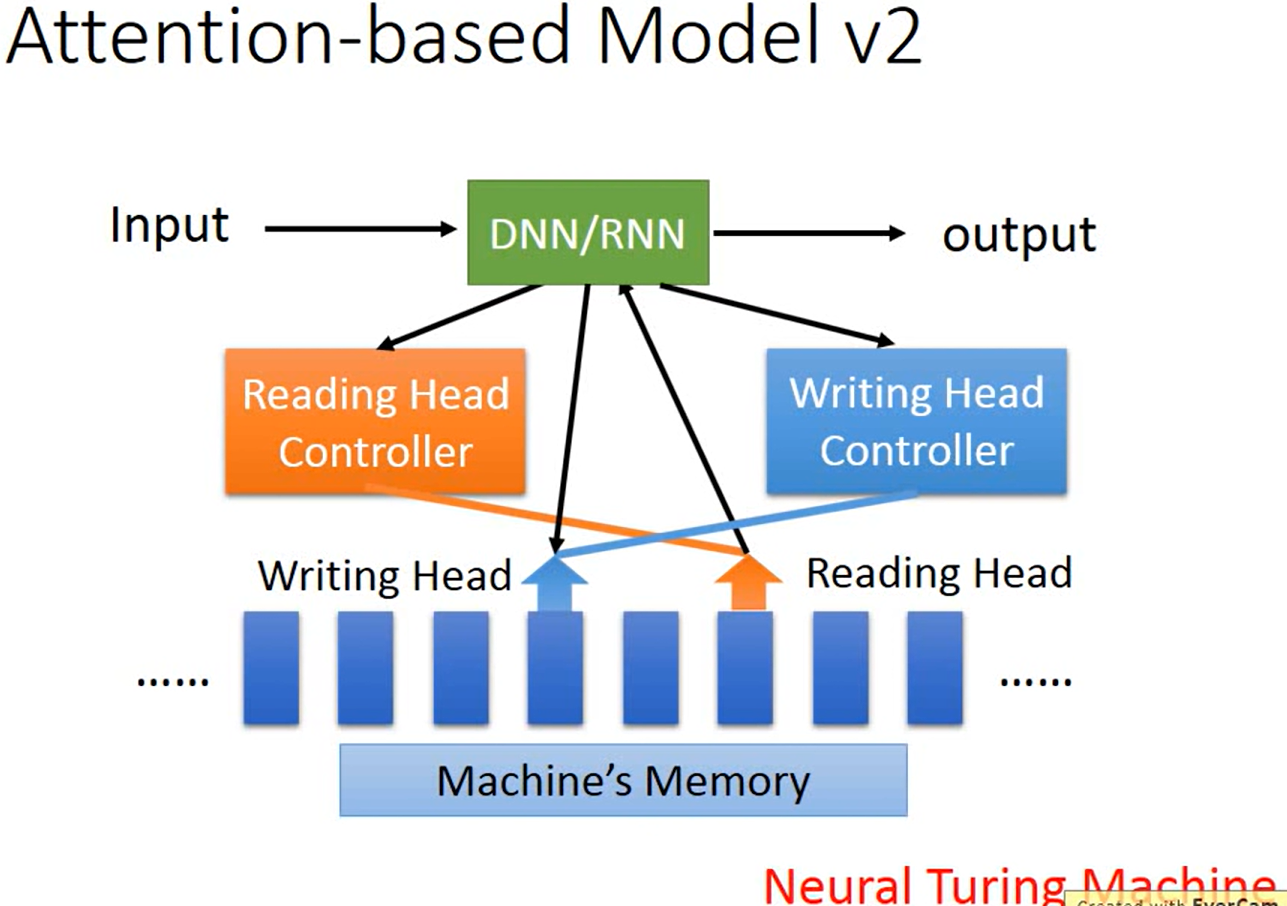 Attention-based Model v2
Input
DNN/RNN
output
Reading Head
Controller
Writing Head
Controller
Writing Head
Reading Head
......
......
Machine’s Memory
Neural Turing Machine
Created with EverCam